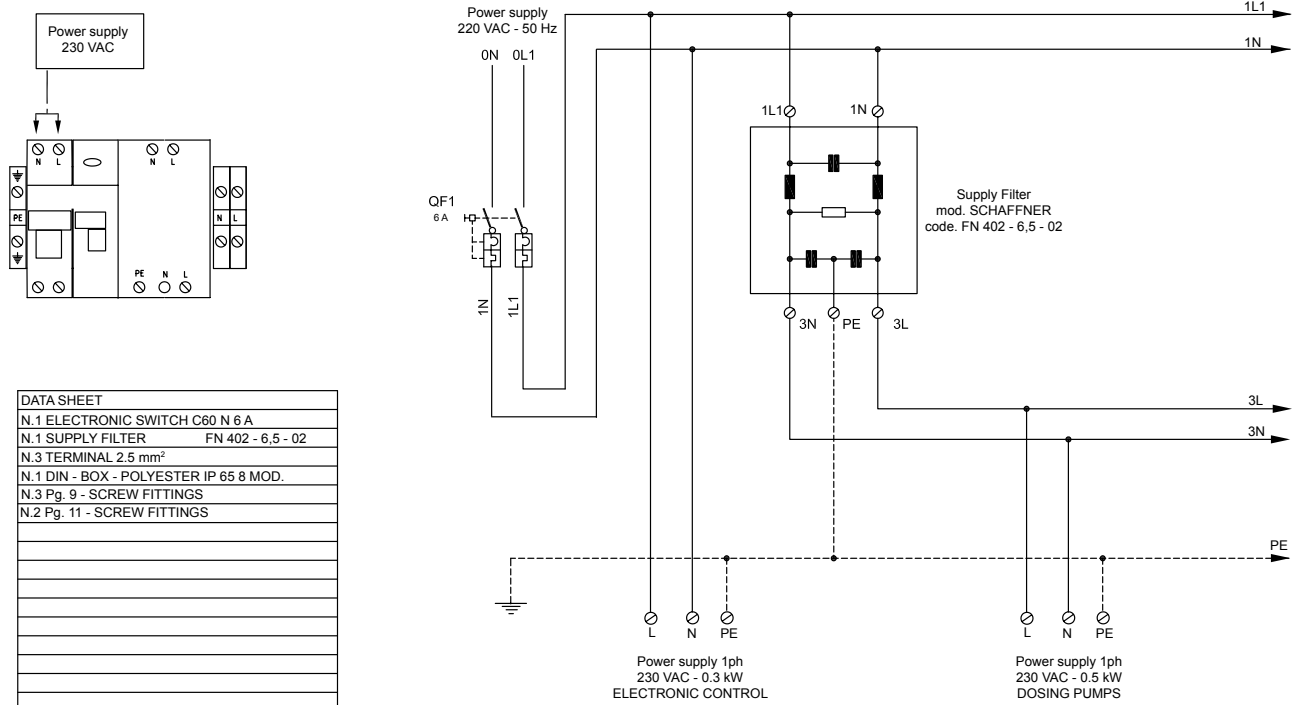 Power supply
230 VAC
N L
N L
PE
N L
PE N L
DATA SHEET
N.1 ELECTRONIC SWITCH C60 N 6 A
N.1 SUPPLY FILTER FN 402 - 6,5 - 02
N.3 TERMINAL 2.5 mm²
N.1 DIN - BOX - POLYESTER IP 65 8 MOD.
N.3 Pg. 9 - SCREW FITTINGS
N.2 Pg. 11 - SCREW FITTINGS
Power supply
220 VAC - 50 Hz
0N 0L1
QF1
6 A
1N
1L1
1L1
1N
1L1 1N
Supply Filter
mod. SCHAFFNER
code. FN 402 - 6,5 - 02
3N PE 3L
3L
3N
PE
L N PE
Power supply 1ph
230 VAC - 0.3 kW
ELECTRONIC CONTROL
L N PE
Power supply 1ph
230 VAC - 0.5 kW
DOSING PUMPS